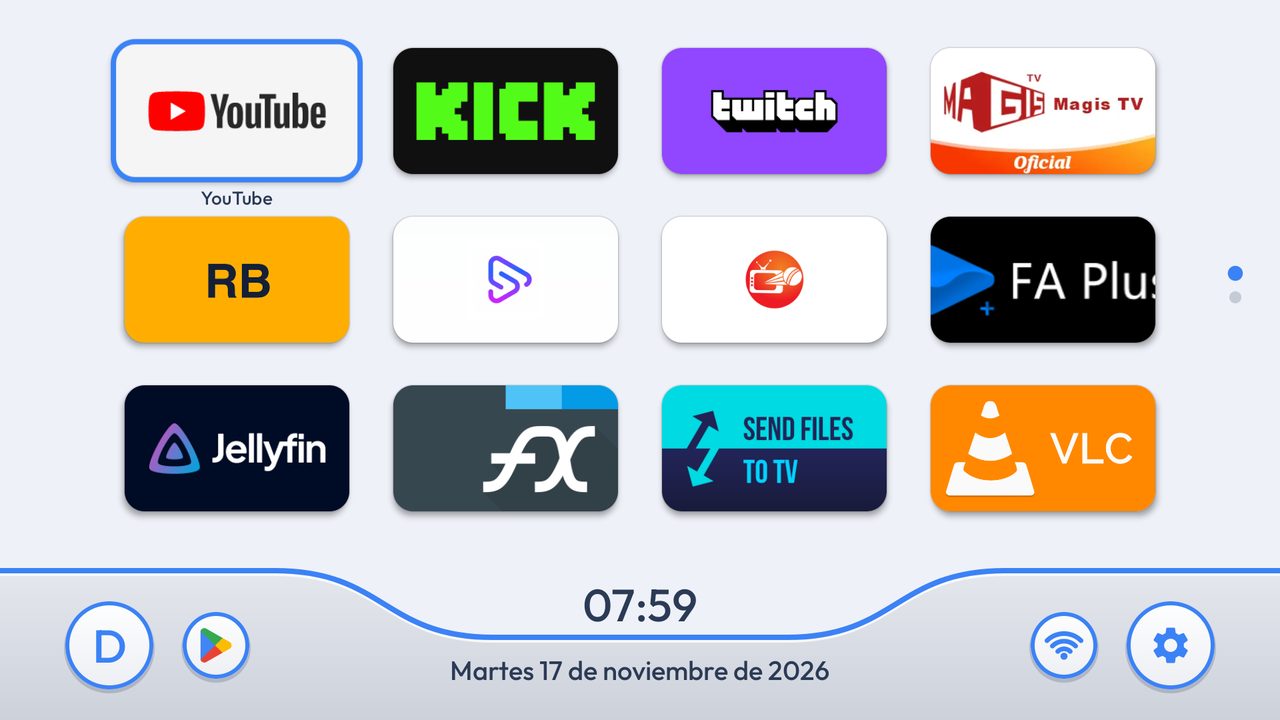 YouTube
KICK
twitch
MAGIS
TV
Magis TV
Oficial
YouTube
RB
FA Plus
Jellyfin
FX
SEND FILES
TO TV
VLC
07:59
D
Martes 17 de noviembre de 2026